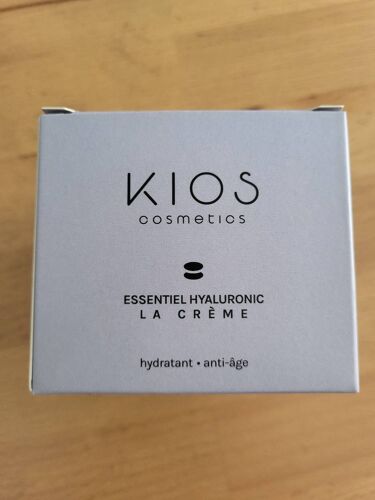 KIOS
cosmetics
ESSENTIEL HYALURONIC
LA CRÈME
hydratant • anti-âge